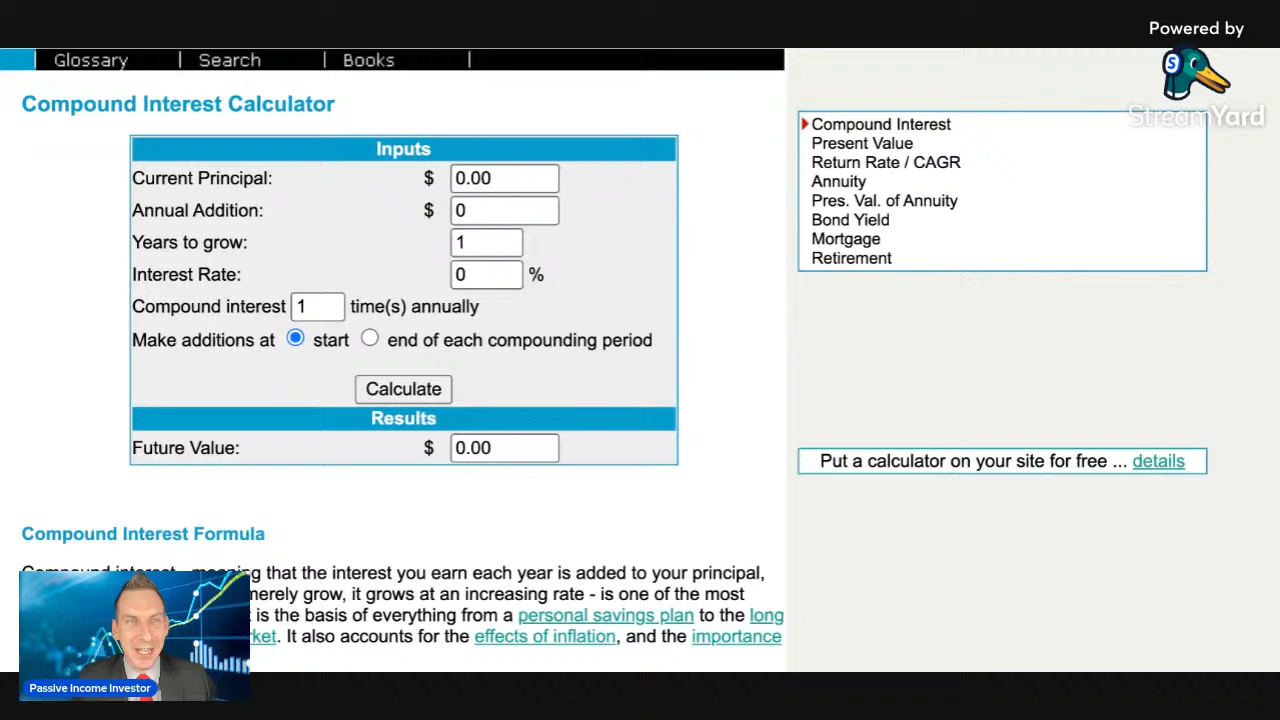 Powered by
StreamYard
Glossary
Search
Books
Compound Interest Calculator
Inputs
Current Principal: $ 0.00
Annual Addition: $ 0
Years to grow: 1
Interest Rate: 0 %
Compound interest 1 time(s) annually
Make additions at start end of each compounding period
Calculate
Results
Future Value: $ 0.00
Compound Interest
Present Value
Return Rate / CAGR
Annuity
Pres. Val. of Annuity
Bond Yield
Mortgage
Retirement
Put a calculator on your site for free ... details
Compound Interest Formula
that the interest you earn each year is added to your principal,
merely grow, it grows at an increasing rate - is one of the most
is the basis of everything from a personal savings plan to the long
. It also accounts for the effects of inflation, and the importance
Passive Income Investor